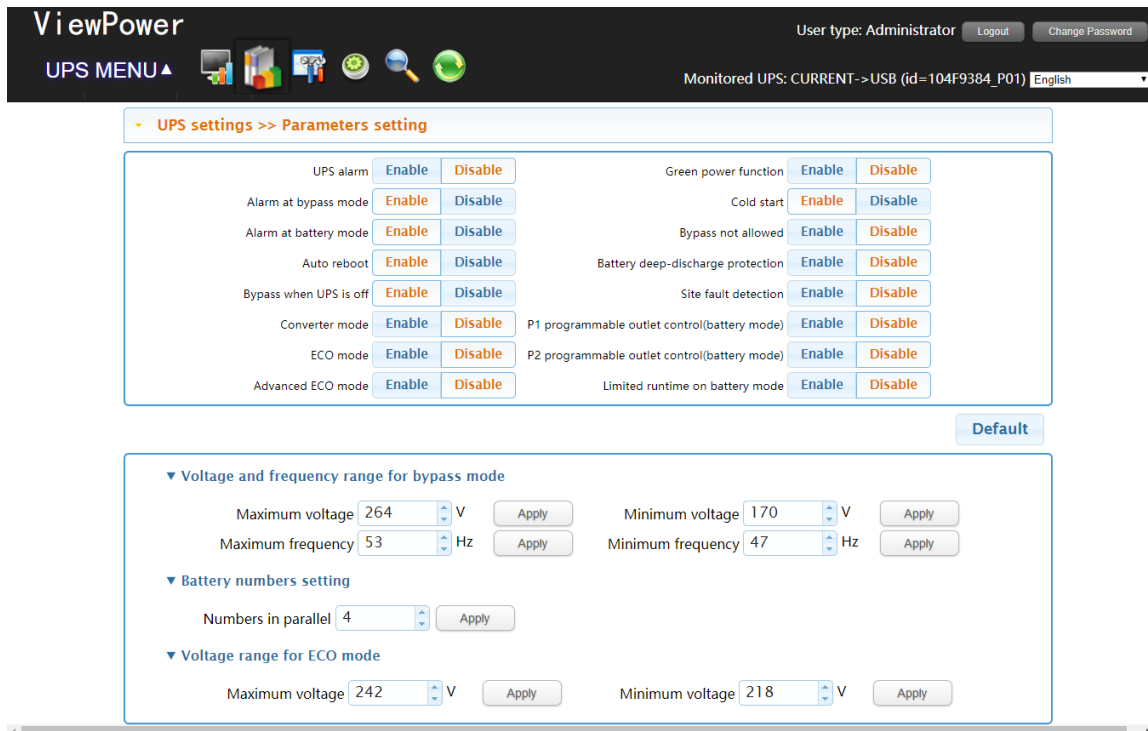 ViewPower
User type: Administrator Logout Change Password
UPS MENU▲
Monitored UPS: CURRENT->USB (id=104F9384_P01) English
UPS settings >> Parameters setting
UPS alarm Enable Disable Green power function Enable Disable
Alarm at bypass mode Enable Disable Cold start Enable Disable
Alarm at battery mode Enable Disable Bypass not allowed Enable Disable
Auto reboot Enable Disable Battery deep-discharge protection Enable Disable
Bypass when UPS is off Enable Disable Site fault detection Enable Disable
Converter mode Enable Disable P1 programmable outlet control(battery mode) Enable Disable
ECO mode Enable Disable P2 programmable outlet control(battery mode) Enable Disable
Advanced ECO mode Enable Disable Limited runtime on battery mode Enable Disable
Default
▼ Voltage and frequency range for bypass mode
Maximum voltage 264 V Apply Minimum voltage 170 V Apply
Maximum frequency 53 Hz Apply Minimum frequency 47 Hz Apply
▼ Battery numbers setting
Numbers in parallel 4 Apply
▼ Voltage range for ECO mode
Maximum voltage 242 V Apply Minimum voltage 218 V Apply